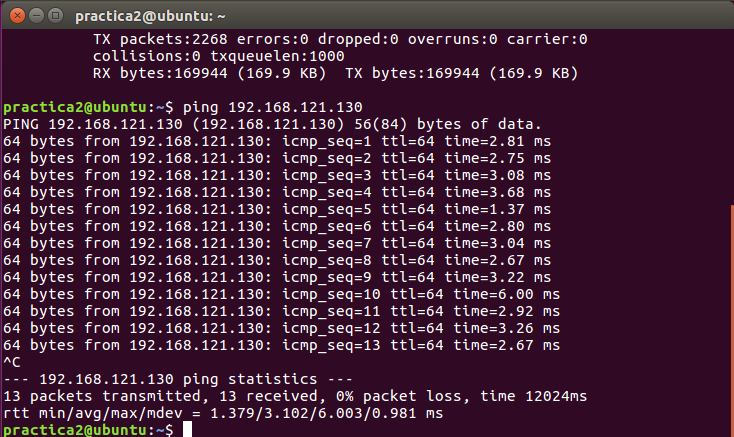 practica2@ubuntu: ~
TX packets:2268 errors:0 dropped:0 overruns:0 carrier:0
collisions:0 txqueuelen:1000
RX bytes:169944 (169.9 KB)  TX bytes:169944 (169.9 KB)
practica2@ubuntu:~$ ping 192.168.121.130
PING 192.168.121.130 (192.168.121.130) 56(84) bytes of data.
64 bytes from 192.168.121.130: icmp_seq=1 ttl=64 time=2.81 ms
64 bytes from 192.168.121.130: icmp_seq=2 ttl=64 time=2.75 ms
64 bytes from 192.168.121.130: icmp_seq=3 ttl=64 time=3.08 ms
64 bytes from 192.168.121.130: icmp_seq=4 ttl=64 time=3.68 ms
64 bytes from 192.168.121.130: icmp_seq=5 ttl=64 time=1.37 ms
64 bytes from 192.168.121.130: icmp_seq=6 ttl=64 time=2.80 ms
64 bytes from 192.168.121.130: icmp_seq=7 ttl=64 time=3.04 ms
64 bytes from 192.168.121.130: icmp_seq=8 ttl=64 time=2.67 ms
64 bytes from 192.168.121.130: icmp_seq=9 ttl=64 time=3.22 ms
64 bytes from 192.168.121.130: icmp_seq=10 ttl=64 time=6.00 ms
64 bytes from 192.168.121.130: icmp_seq=11 ttl=64 time=2.92 ms
64 bytes from 192.168.121.130: icmp_seq=12 ttl=64 time=3.26 ms
64 bytes from 192.168.121.130: icmp_seq=13 ttl=64 time=2.67 ms
^C
--- 192.168.121.130 ping statistics ---
13 packets transmitted, 13 received, 0% packet loss, time 12024ms
rtt min/avg/max/mdev = 1.379/3.102/6.003/0.981 ms
practica2@ubuntu:~$